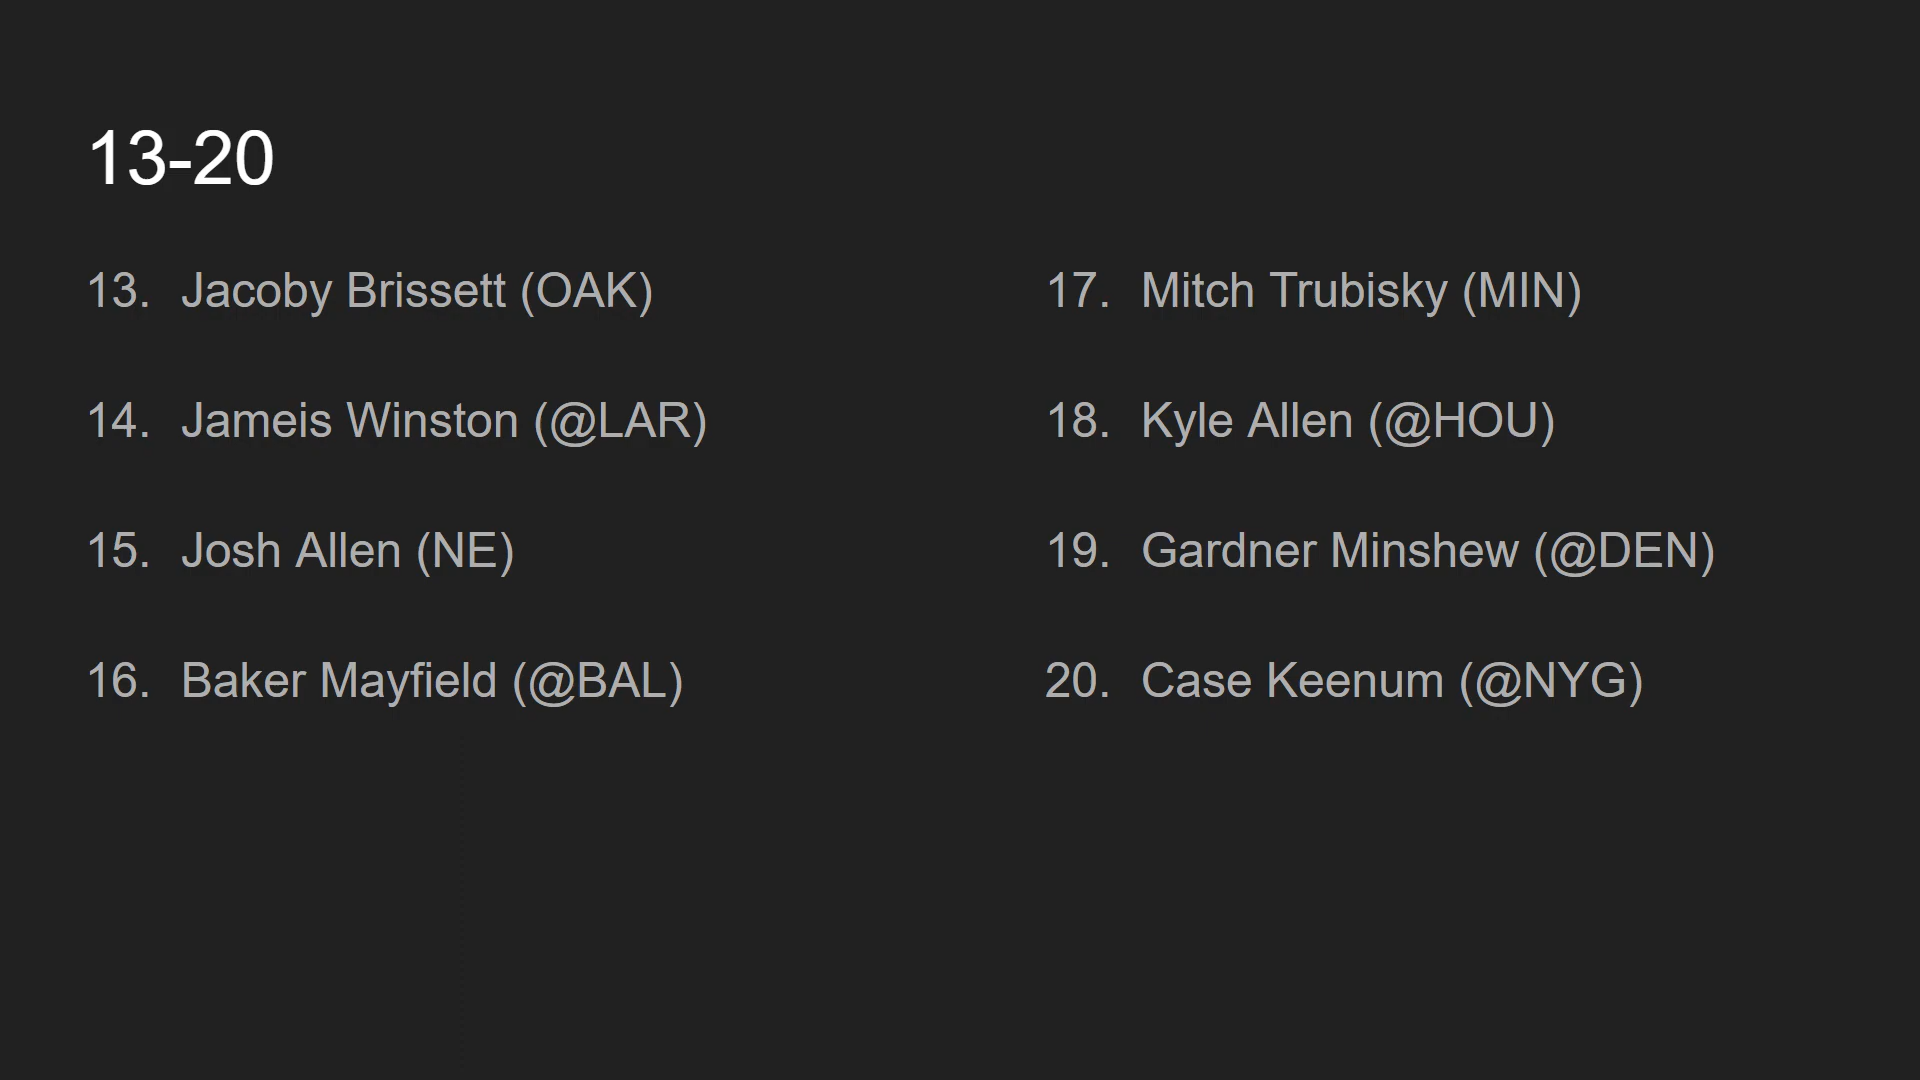 13-20
13. Jacoby Brissett (OAK)
14. Jameis Winston (@LAR)
15. Josh Allen (NE)
16. Baker Mayfield (@BAL)
17. Mitch Trubisky (MIN)
18. Kyle Allen (@HOU)
19. Gardner Minshew (@DEN)
20. Case Keenum (@NYG)